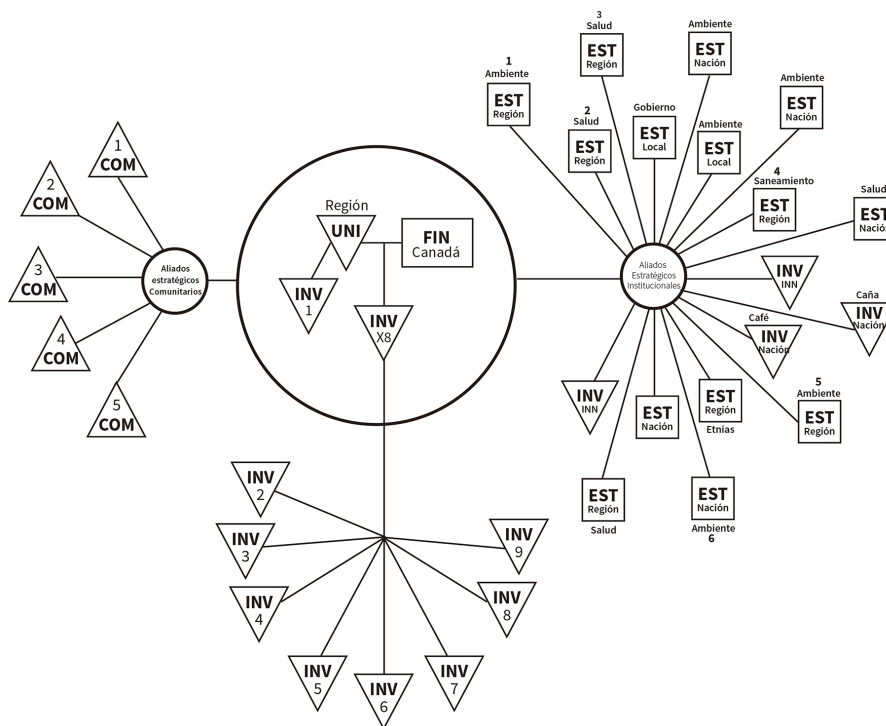 1
COM
2
COM
3
COM
4
COM
5
COM
Aliados
estratégicos
Comunitarios
Región
UNI
FIN
Canadá
INV
1
INV
X8
INV
2
INV
3
INV
4
INV
5
INV
6
INV
7
INV
8
INV
9
Aliados
Estratégicos
Institucionales
1
Ambiente
EST
Región
2
Salud
EST
Región
3
Salud
EST
Región
Gobierno
EST
Local
Ambiente
EST
Nación
Ambiente
EST
Local
Ambiente
EST
Nación
4
Saneamiento
EST
Región
Salud
EST
Nación
INV
INN
Caña
INV
Nación
Café
INV
Nación
5
Ambiente
EST
Región
EST
Región
Etnias
EST
Nación
Ambiente
6
EST
Nación
EST
Región
Salud
INV
INN